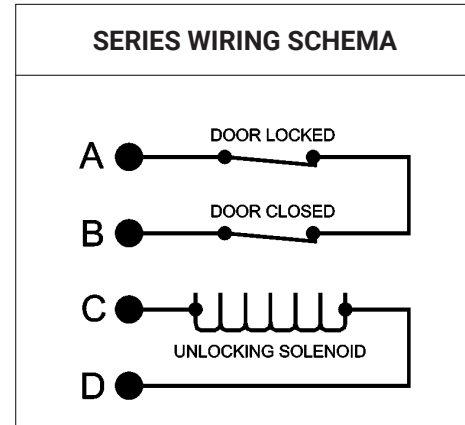 SERIES WIRING SCHEMA
DOOR LOCKED
A
DOOR CLOSED
B
C
UNLOCKING SOLENOID
D